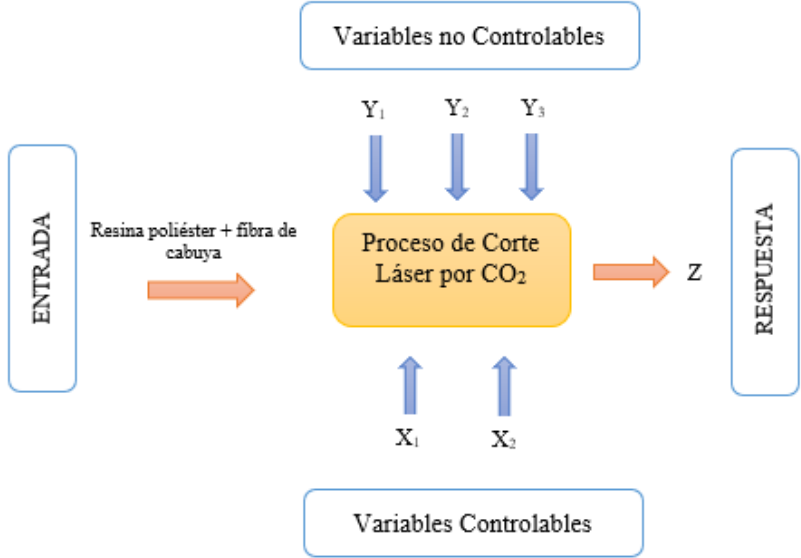 Variables no Controlables
Y₁ Y₂ Y₃
ENTRADA
Resina poliéster + fibra de
cabuya
Proceso de Corte
Láser por CO₂
Z
RESPUESTA
X₁ X₂
Variables Controlables